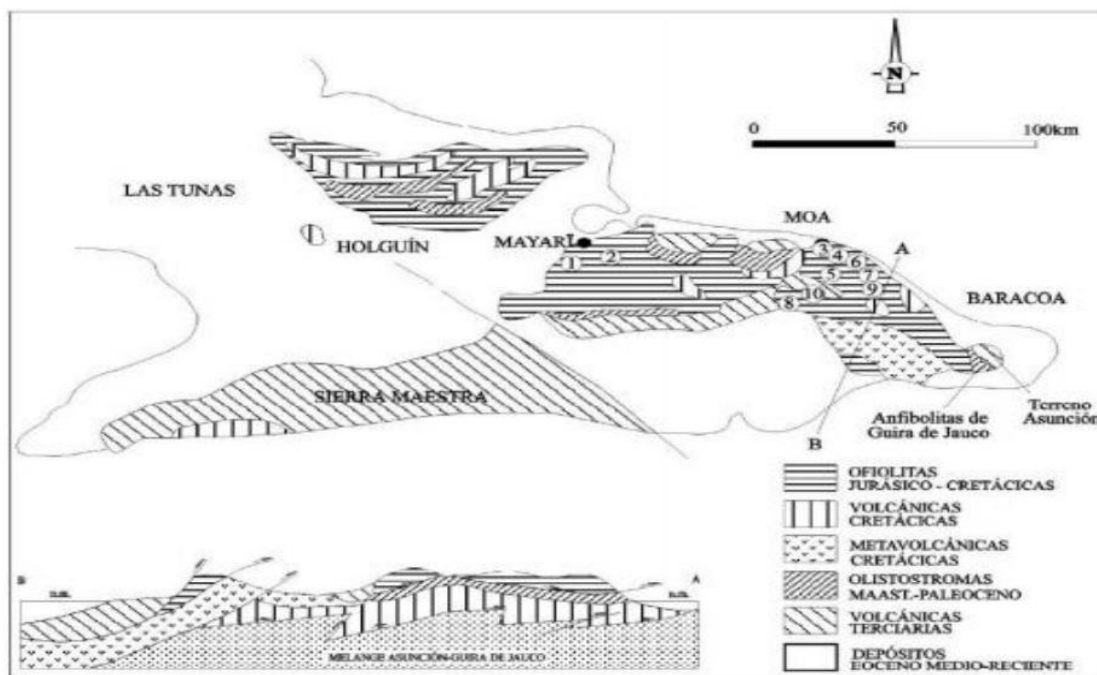 N
0 50 100km
LAS TUNAS
HOLGUÍN
MAYARÍ
MOA
A
BARACOA
1
2
3
4
6
5
7
9
10
8
SIERRA MAESTRA
B
Anfibolitas de
Guira de Jauco
Terreno
Asunción
OFIOLITAS
JURÁSICO - CRETÁCICAS
VOLCÁNICAS
CRETÁCICAS
METAVOLCÁNICAS
CRETÁCICAS
OLISTOSTROMAS
MAAST.-PALEOCENO
VOLCÁNICAS
TERCIARIAS
DEPÓSITOS
EOCENO MEDIO-RECIENTE
B
A
MELANGE ASUNCIÓN-GUIRA DE JAUCO